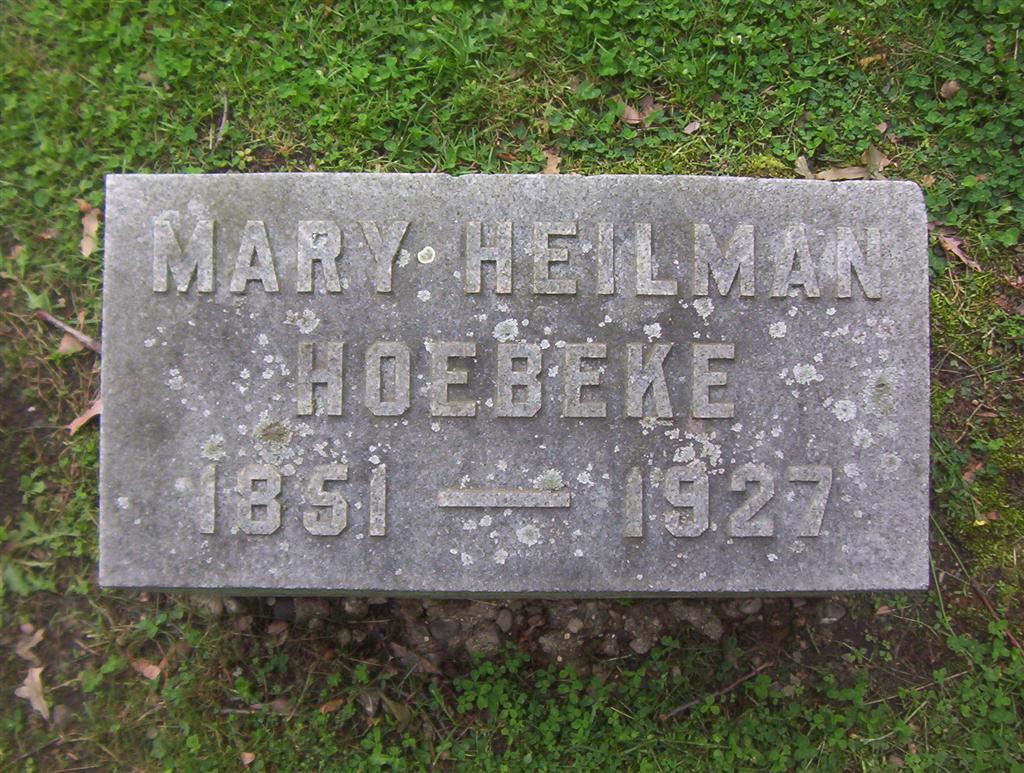 MARY HEILMAN
HOEBEKE
1851 — 1927